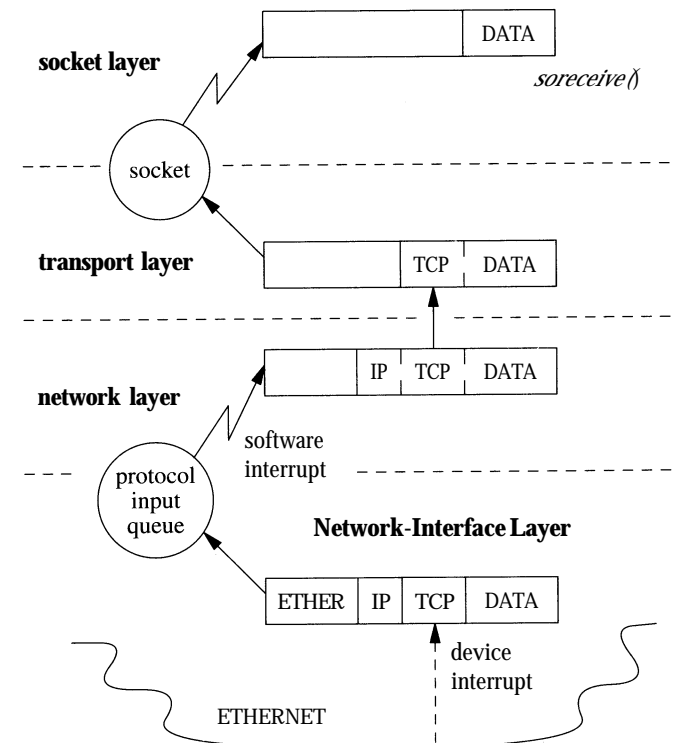 DATA
socket layer
soreceive()
socket
transport layer
TCP DATA
IP TCP DATA
network layer
software
interrupt
protocol
input
queue
Network-Interface Layer
ETHER IP TCP DATA
device
interrupt
ETHERNET